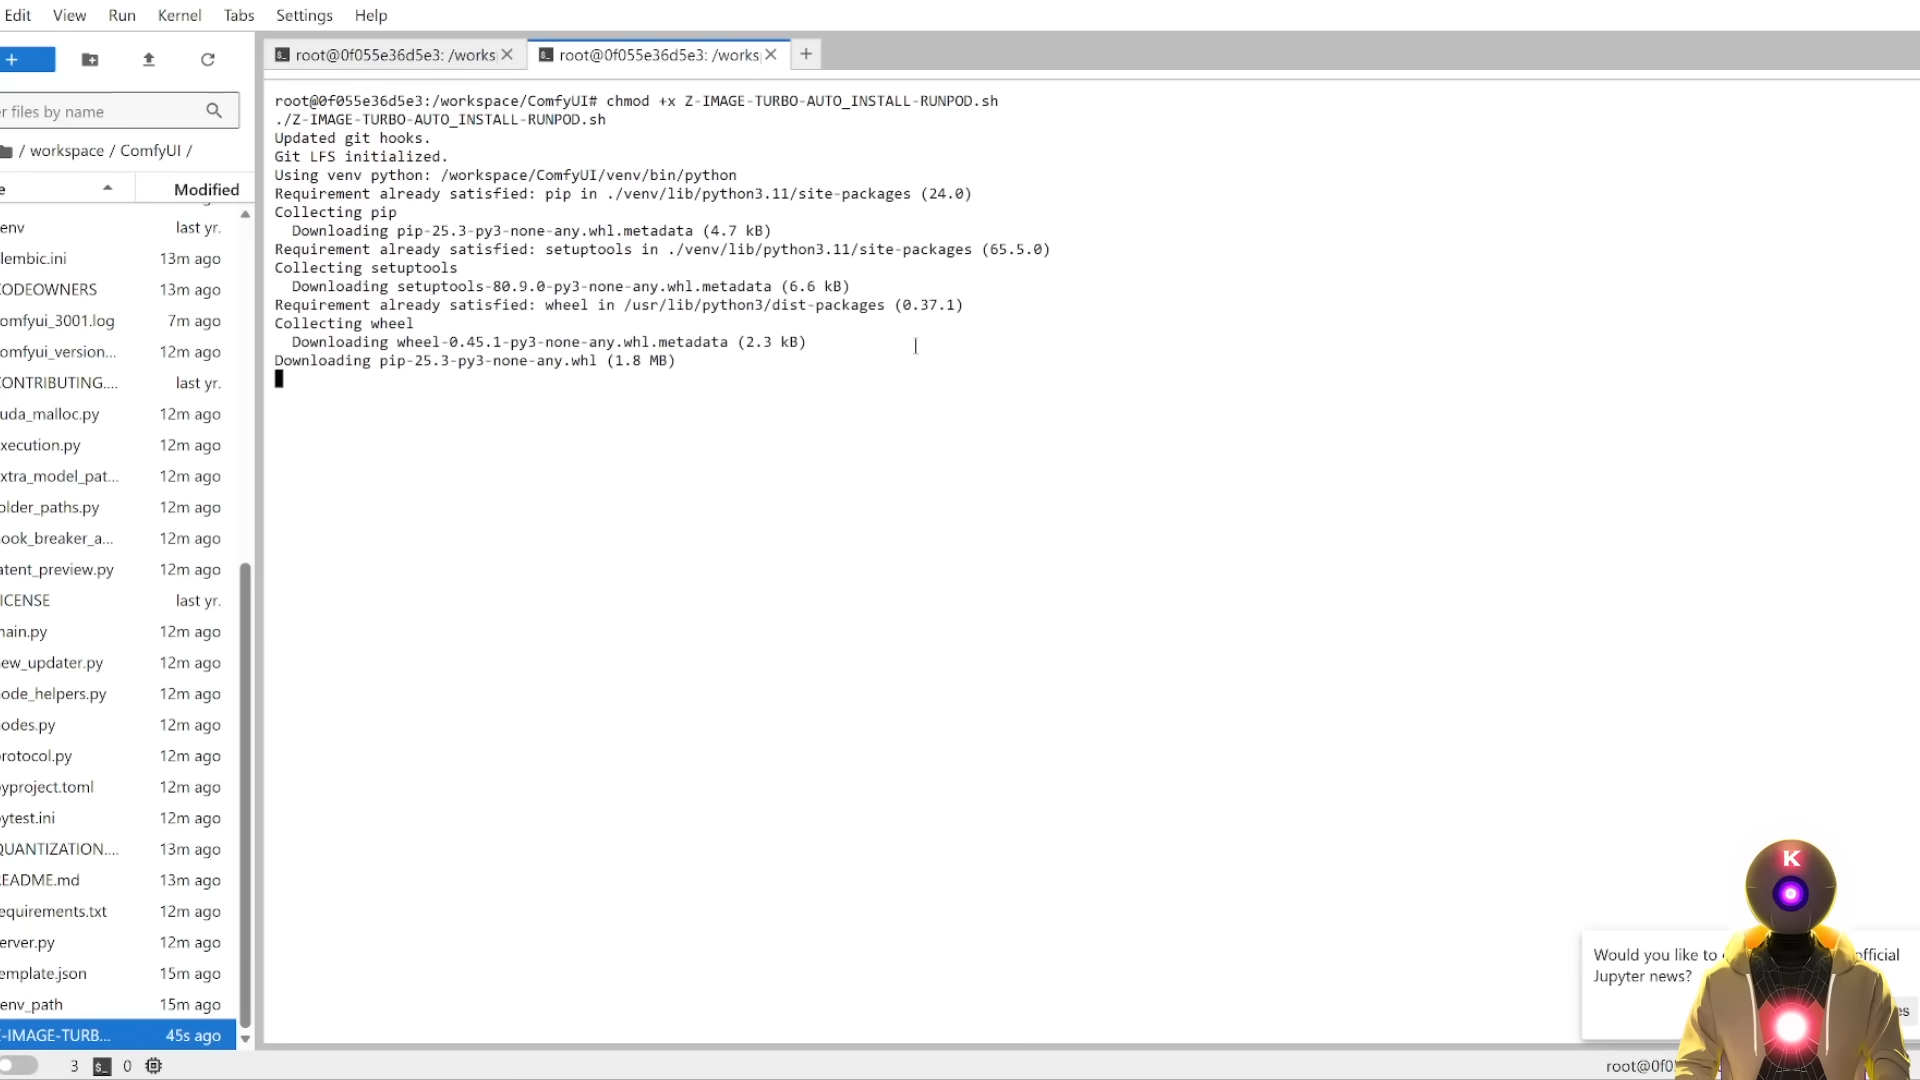 Edit View Run Kernel Tabs Settings Help
+
root@0f055e36d5e3: /works
root@0f055e36d5e3: /works
+
er files by name
/ workspace / ComfyUI /
e Modified
env last yr.
lembic.ini 13m ago
CODEOWNERS 13m ago
omfyui_3001.log 7m ago
omfyui_version... 12m ago
CONTRIBUTING.... last yr.
uda_malloc.py 12m ago
xecution.py 12m ago
xtra_model_pat... 12m ago
older_paths.py 12m ago
ook_breaker_a... 12m ago
atent_preview.py 12m ago
ICENSE last yr.
main.py 12m ago
ew_updater.py 12m ago
ode_helpers.py 12m ago
odes.py 12m ago
rotocol.py 12m ago
yproject.toml 12m ago
ytest.ini 12m ago
QUANTIZATION.... 13m ago
README.md 13m ago
equirements.txt 12m ago
erver.py 12m ago
emplate.json 15m ago
env_path 15m ago
Z-IMAGE-TURB... 45s ago
3 0
root@0f055e36d5e3:/workspace/ComfyUI# chmod +x Z-IMAGE-TURBO-AUTO_INSTALL-RUNPOD.sh
./Z-IMAGE-TURBO-AUTO_INSTALL-RUNPOD.sh
Updated git hooks.
Git LFS initialized.
Using venv python: /workspace/ComfyUI/venv/bin/python
Requirement already satisfied: pip in ./venv/lib/python3.11/site-packages (24.0)
Collecting pip
Downloading pip-25.3-py3-none-any.whl.metadata (4.7 kB)
Requirement already satisfied: setuptools in ./venv/lib/python3.11/site-packages (65.5.0)
Collecting setuptools
Downloading setuptools-80.9.0-py3-none-any.whl.metadata (6.6 kB)
Requirement already satisfied: wheel in /usr/lib/python3/dist-packages (0.37.1)
Collecting wheel
Downloading wheel-0.45.1-py3-none-any.whl.metadata (2.3 kB)
Downloading pip-25.3-py3-none-any.whl (1.8 MB)
K
Would you like to official
Jupyter news?
es
root@0f0